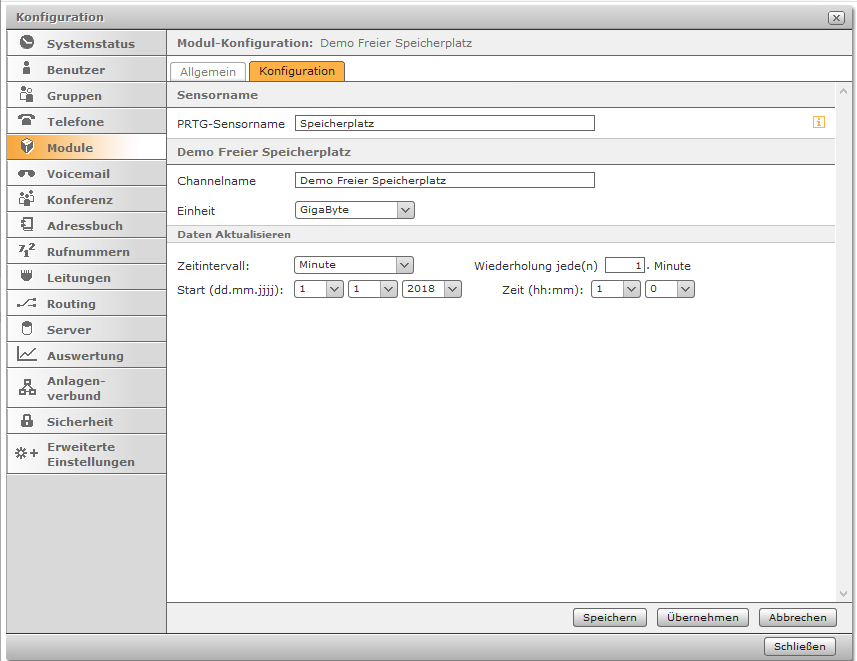 Konfiguration
Systemstatus
Benutzer
Gruppen
Telefone
Module
Voicemail
Konferenz
Adressbuch
Rufnummern
Leitungen
Routing
Server
Auswertung
Anlagen-
verbund
Sicherheit
Erweiterte
Einstellungen
Modul-Konfiguration: Demo Freier Speicherplatz
Allgemein Konfiguration
Sensorname
PRTG-Sensorname Speicherplatz
Demo Freier Speicherplatz
Channelname Demo Freier Speicherplatz
Einheit GigaByte
Daten Aktualisieren
Zeitintervall: Minute Wiederholung jede(n) 1. Minute
Start (dd.mm.jjjj): 1 1 2018 Zeit (hh:mm): 1 0
Speichern Übernehmen Abbrechen
Schließen